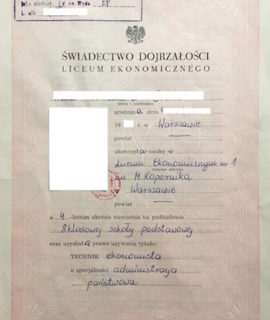 ŚWIADECTWO DOJRZAŁOŚCI
LICEUM EKONOMICZNEGO
urodzona dnia
19 r. w Warszawie
powiat
ukończyła naukę w
Liceum Ekonomicznym nr 1
im. M. Kopernika
Warszawie
powiat
o 4-letnim okresie nauczania na podbudowie
8 klasowej szkoły podstawowej
oraz uzyskała prawo używania tytułu:
TECHNIK ekonomista
o specjalności administracja
państwowa